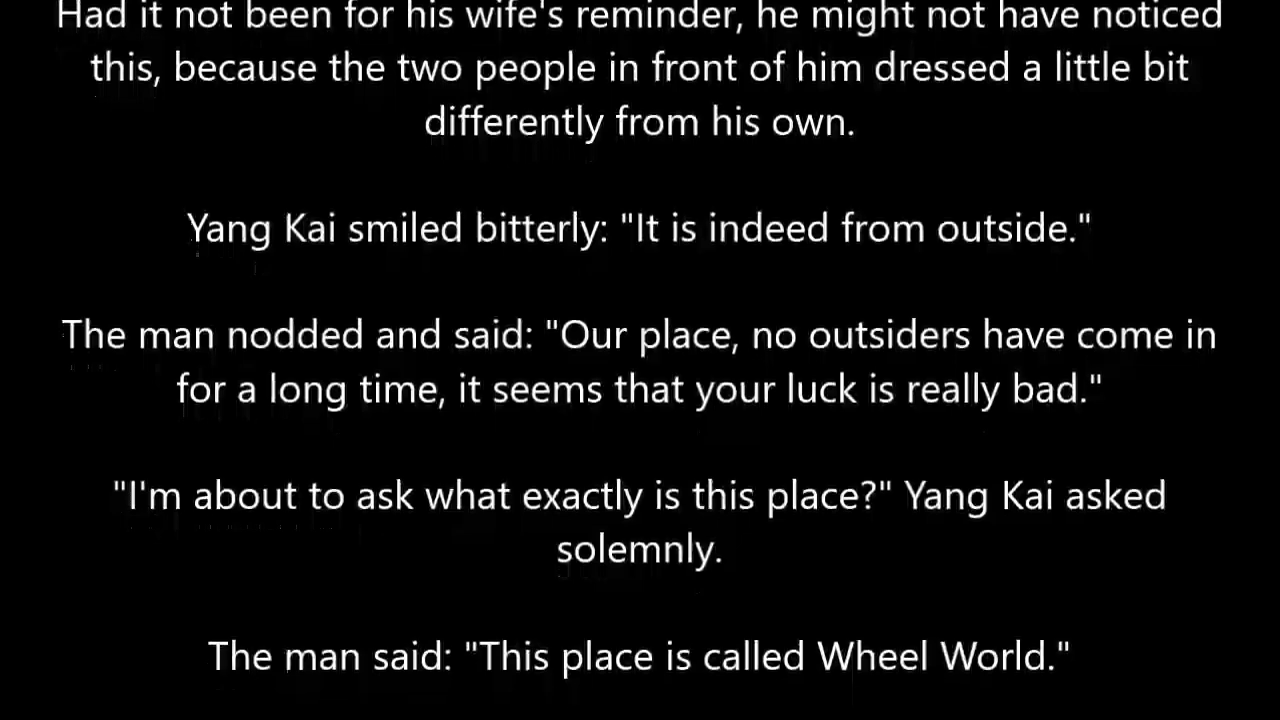 Had it not been for his wife's reminder, he might not have noticed
this, because the two people in front of him dressed a little bit
differently from his own.
Yang Kai smiled bitterly: "It is indeed from outside."
The man nodded and said: "Our place, no outsiders have come in
for a long time, it seems that your luck is really bad."
"I'm about to ask what exactly is this place?" Yang Kai asked
solemnly.
The man said: "This place is called Wheel World."